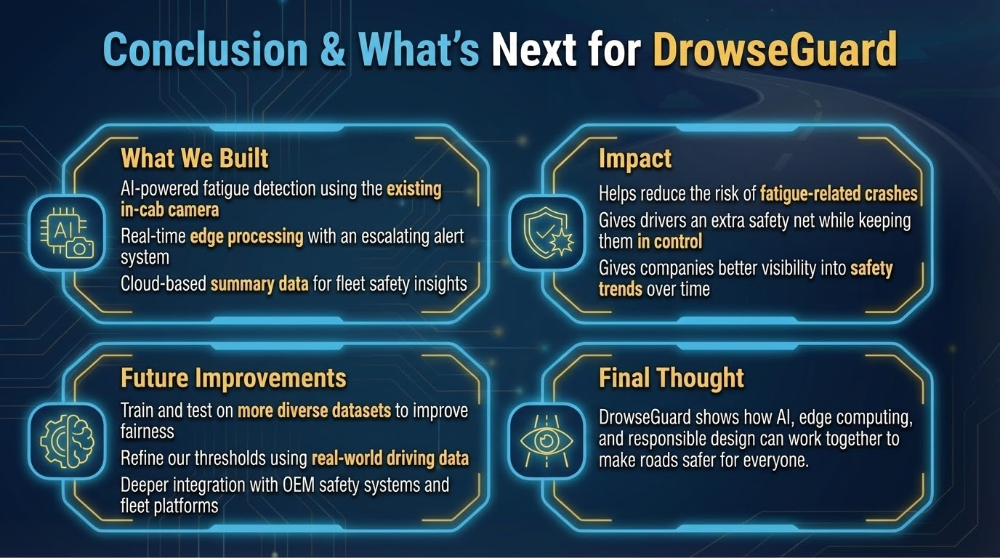 Conclusion & What's Next for DrowseGuard
What We Built
AI-powered fatigue detection using the existing
in-cab camera
Real-time edge processing with an escalating alert
system
Cloud-based summary data for fleet safety insights
AI
Impact
Helps reduce the risk of fatigue-related crashes
Gives drivers an extra safety net while keeping
them in control
Gives companies better visibility into safety
trends over time
Future Improvements
Train and test on more diverse datasets to improve
fairness
Refine our thresholds using real-world driving data
Deeper integration with OEM safety systems and
fleet platforms
Final Thought
DrowseGuard shows how AI, edge computing,
and responsible design can work together to
make roads safer for everyone.